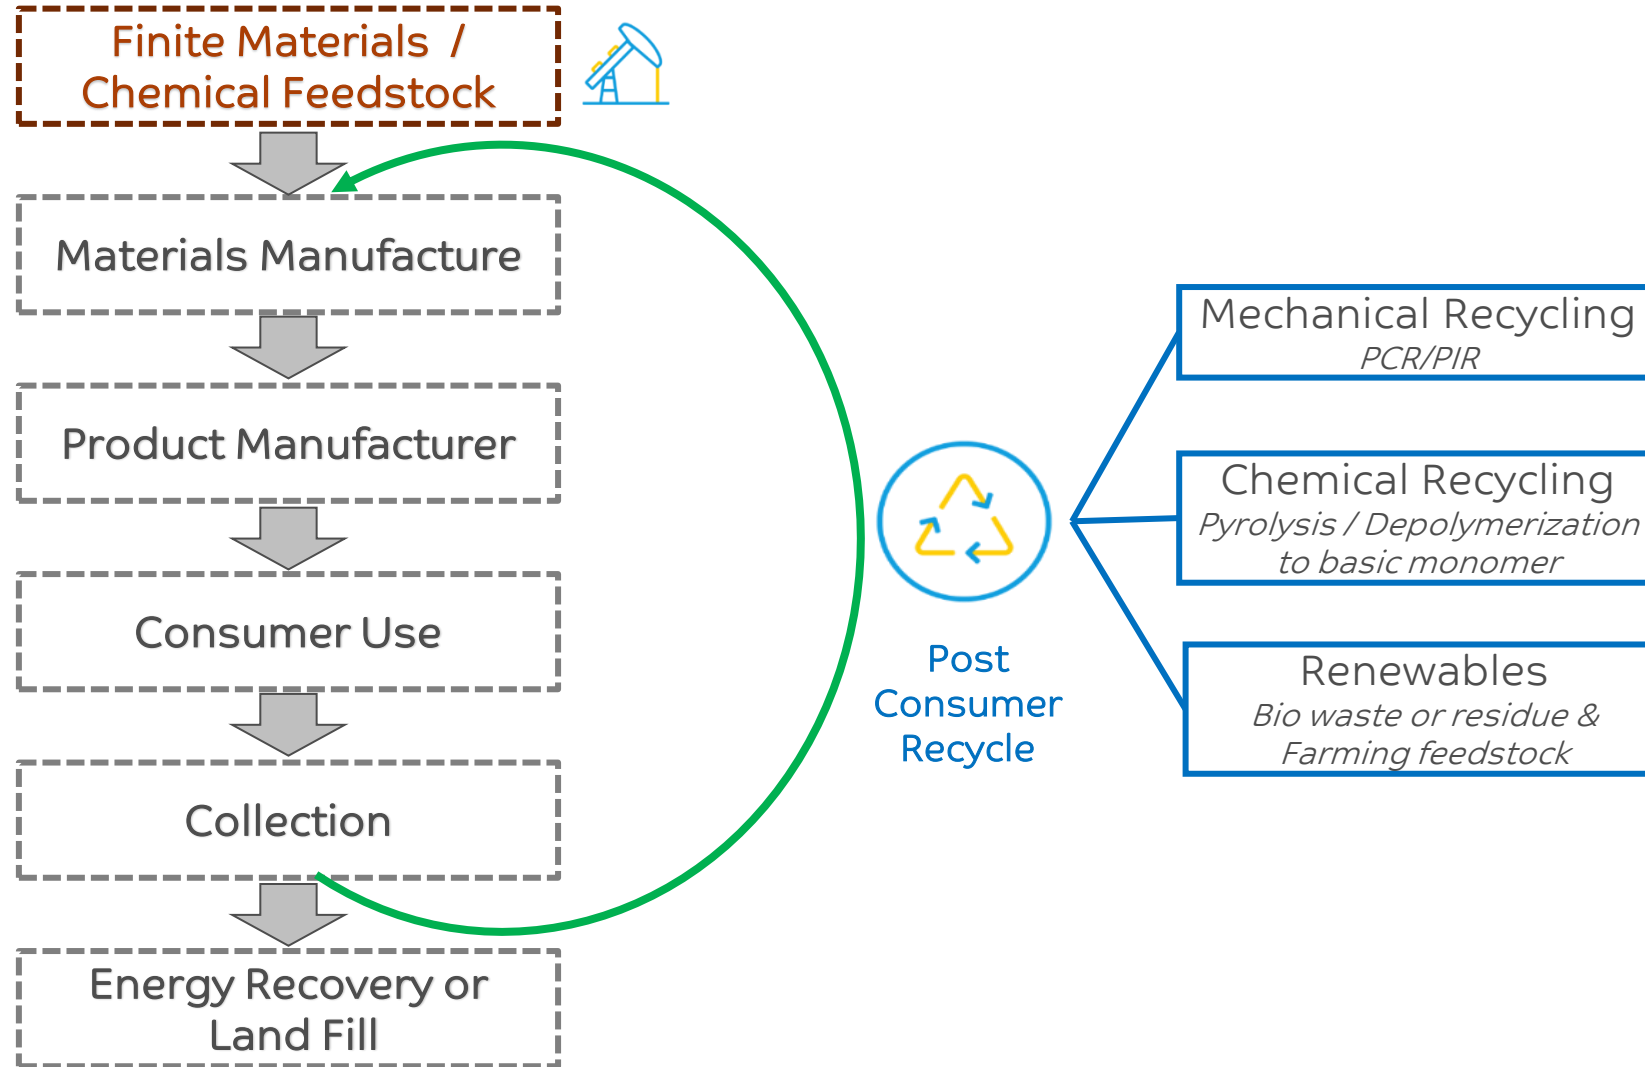 Finite Materials /
Chemical Feedstock
Materials Manufacture
Product Manufacturer
Consumer Use
Collection
Energy Recovery or
Land Fill
Post
Consumer
Recycle
Mechanical Recycling
PCR/PIR
Chemical Recycling
Pyrolysis / Depolymerization
to basic monomer
Renewables
Bio waste or residue &
Farming feedstock